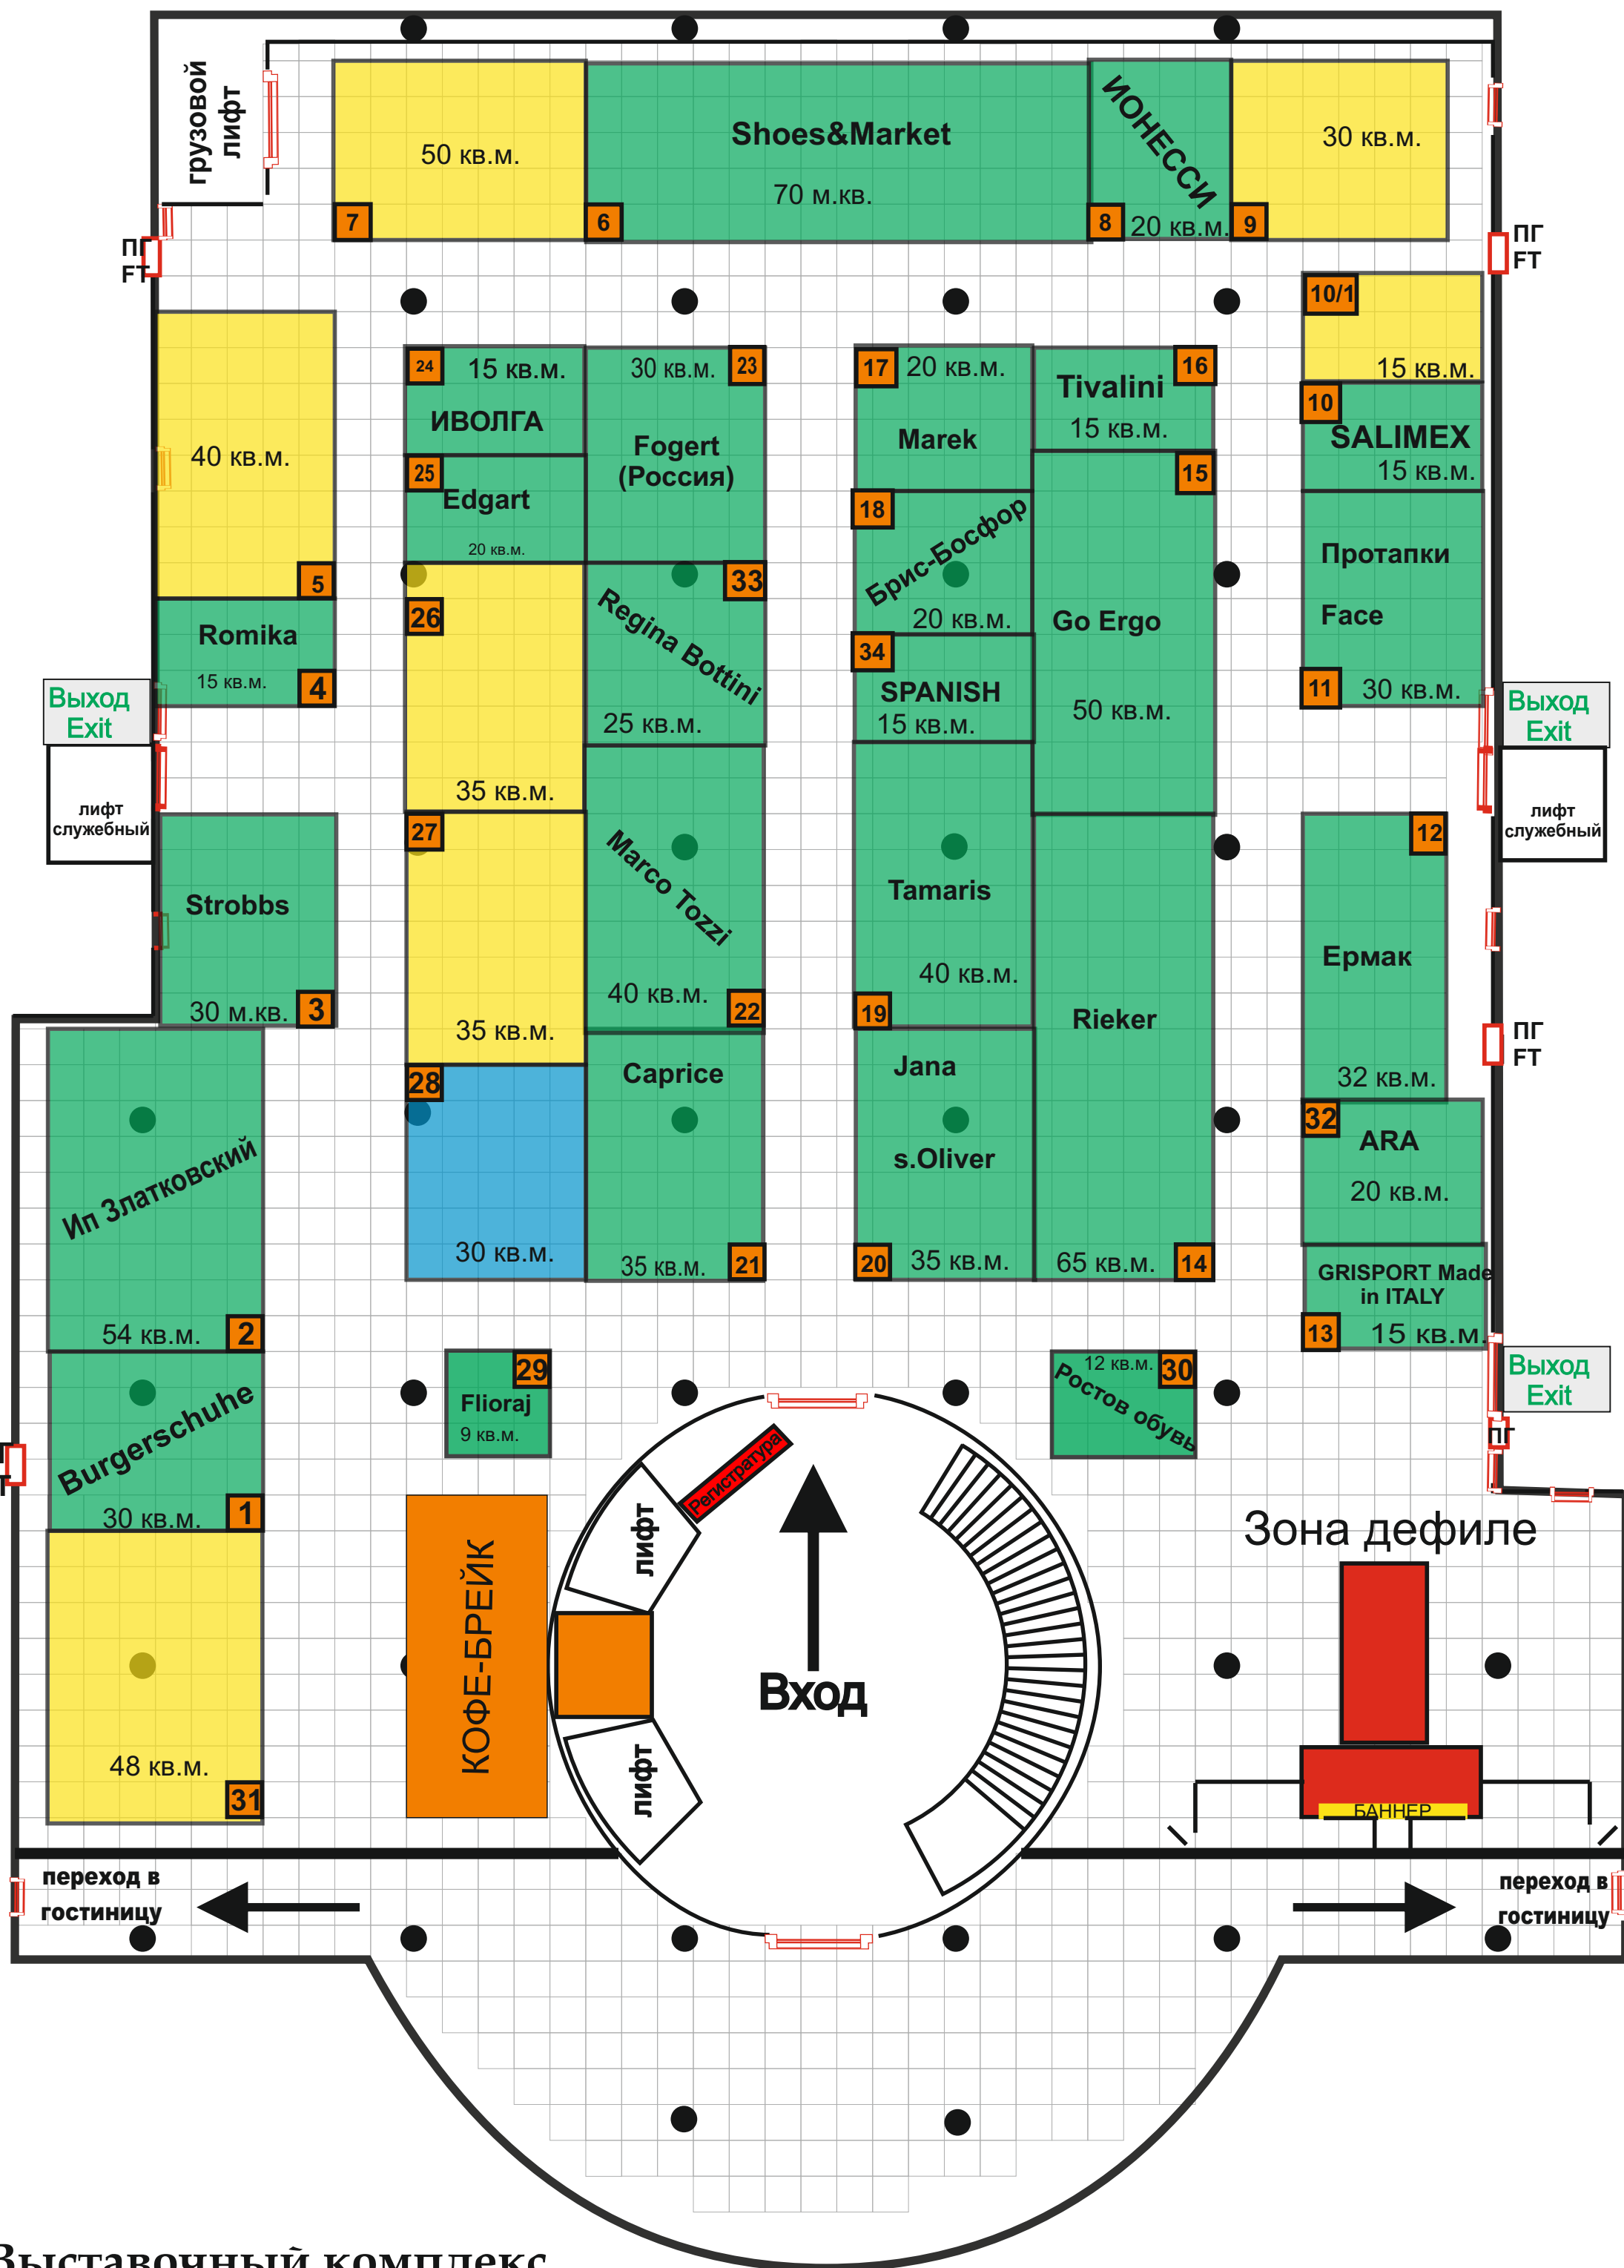 грузовой
лифт
50 кв.м.
7
Shoes&Market
70 м.кв.
6
ИОНЕССИ
20 кв.м.
8
30 кв.м.
9
ПГ
FT
ПГ
FT
10/1
15 кв.м.
10
SALIMEX
15 кв.м.
Протапки
Face
11
30 кв.м.
40 кв.м.
5
Romika
15 кв.м.
4
24
15 кв.м.
ИВОЛГА
25
Edgart
20 кв.м.
26
35 кв.м.
27
35 кв.м.
28
30 кв.м.
30 кв.м.
23
Fogert
(Россия)
33
Regina Bottini
25 кв.м.
Marco Tozzi
40 кв.м.
22
Caprice
35 кв.м.
21
17
20 кв.м.
Marek
18
Брис-Босфор
20 кв.м.
34
SPANISH
15 кв.м.
Tamaris
40 кв.м.
19
Jana
s.Oliver
20
35 кв.м.
16
Tivalini
15 кв.м.
15
Go Ergo
50 кв.м.
Rieker
65 кв.м.
14
Выход
Exit
лифт
служебный
Выход
Exit
лифт
служебный
Strobbs
30 м.кв.
3
12
Ермак
32 кв.м.
ПГ
FT
32
ARA
20 кв.м.
GRISPORT Made
in ITALY
13
15 кв.м.
Ип Златковский
54 кв.м.
2
Burgerschuhe
30 кв.м.
1
48 кв.м.
31
29
Flioraj
9 кв.м.
12 кв.м.
30
Ростов обувь
Выход
Exit
ПГ
Регистратура
лифт
КОФЕ-БРЕЙК
Вход
лифт
Зона дефиле
БАННЕР
переход в
гостиницу
переход в
гостиницу
Выставочный комплекс